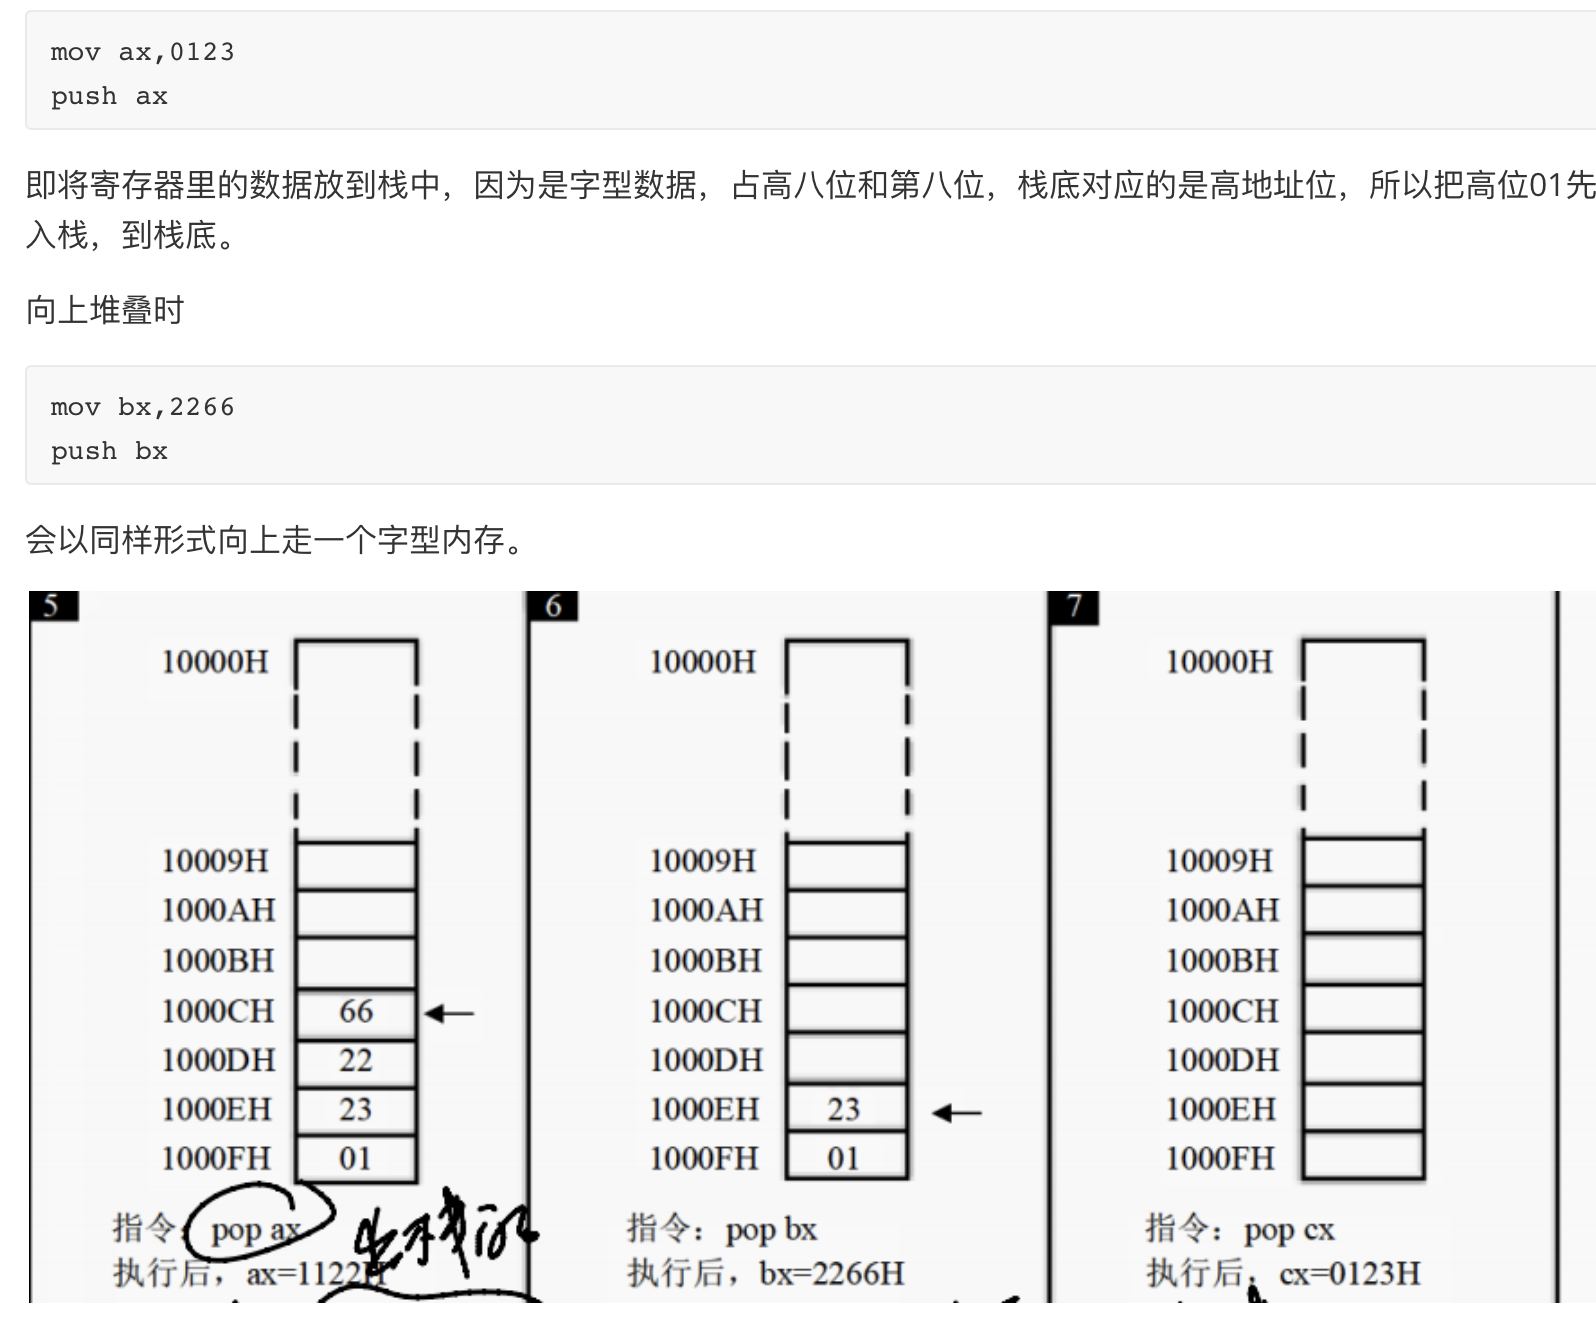 mov ax,0123
push ax
即将寄存器里的数据放到栈中，因为是字型数据，占高八位和第八位，栈底对应的是高地址位，所以把高位01先
入栈，到栈底。
向上堆叠时
mov bx,2266
push bx
会以同样形式向上走一个字型内存。
5
10000H
10009H
1000AH
1000BH
1000CH 66
1000DH 22
1000EH 23
1000FH 01
指令：pop ax
执行后，ax=1122H
6
10000H
10009H
1000AH
1000BH
1000CH
1000DH
1000EH 23
1000FH 01
指令：pop bx
执行后，bx=2266H
7
10000H
10009H
1000AH
1000BH
1000CH
1000DH
1000EH
1000FH
指令：pop cx
执行后，cx=0123H